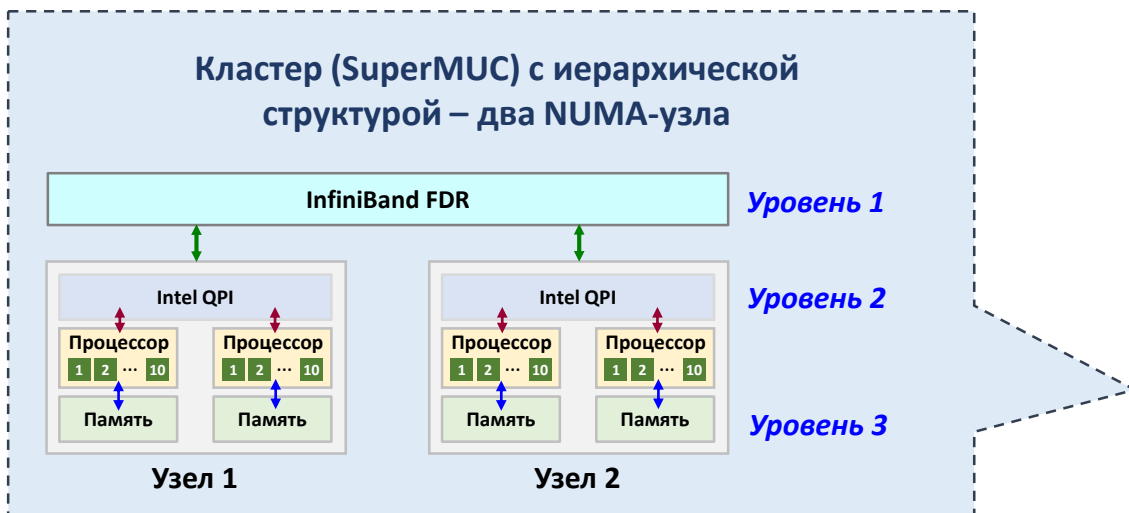 Кластер (SuperMUC) с иерархической
структурой – два NUMA-узла
InfiniBand FDR
Уровень 1
Intel QPI
Intel QPI
Уровень 2
Процессор
Процессор
Процессор
Процессор
1 2 ... 10
1 2 ... 10
1 2 ... 10
1 2 ... 10
Память
Память
Память
Память
Уровень 3
Узел 1
Узел 2